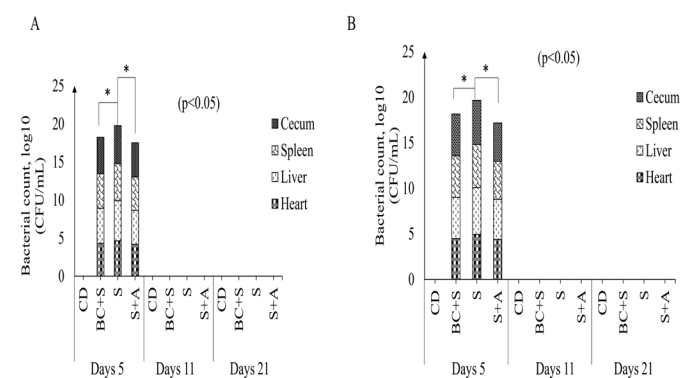 A
Bacterial count, log10
(CFU/mL)
25
20
15
10
5
0
*
*
(p<0.05)
Cecum
Spleen
Liver
Heart
CD
BC+S
S
S+A
CD
BC+S
S
S+A
CD
BC+S
S
S+A
Days 5
Days 11
Days 21
B
Bacterial count, log10
(CFU/mL)
25
20
15
10
5
0
*
*
(p<0.05)
Cecum
Spleen
Liver
Heart
CD
BC+S
S
S+A
CD
BC+S
S
S+A
CD
BC+S
S
S+A
Days 5
Days 11
Days 21